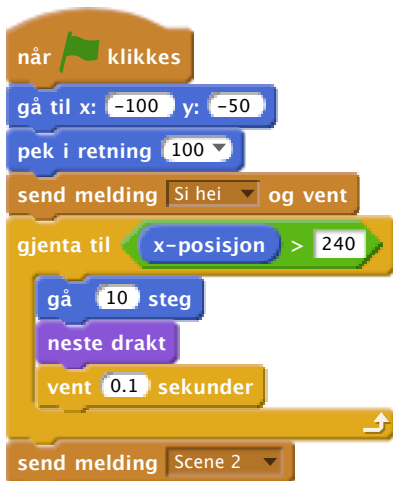 når klikkes
gå til x: -100 y: -50
pek i retning 100
send melding Si hei og vent
gjenta til x-posisjon > 240
gå 10 steg
neste drakt
vent 0.1 sekunder
send melding Scene 2